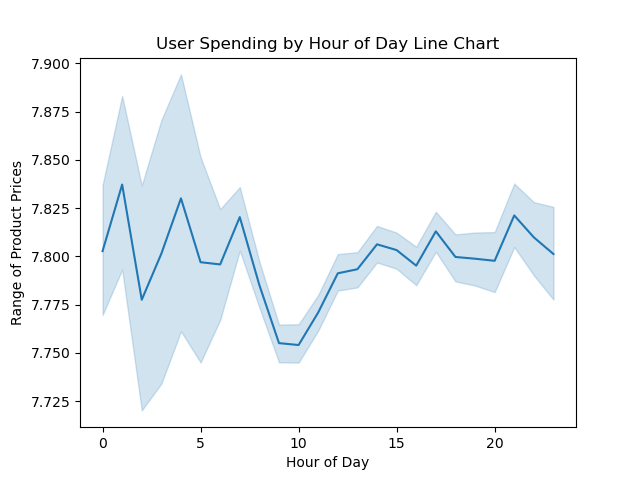 User Spending by Hour of Day Line Chart
7.900
7.875
7.850
7.825
7.800
7.775
7.750
7.725
Range of Product Prices
0 5 10 15 20
Hour of Day